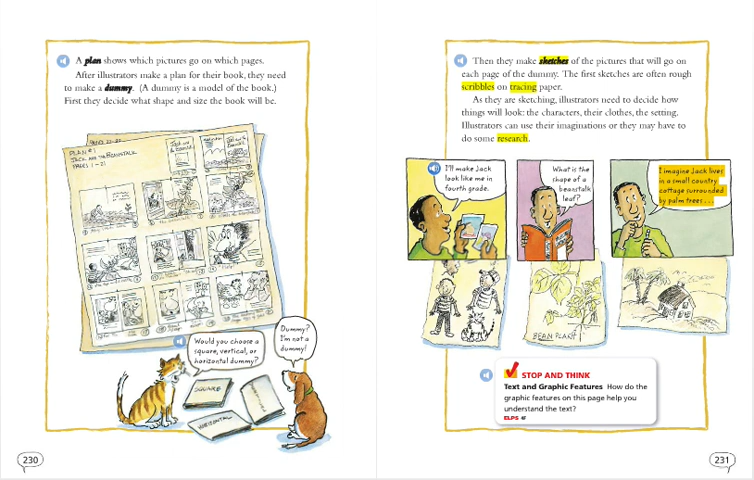 A plan shows which pictures go on which pages.
After illustrators make a plan for their book, they need
to make a dummy. (A dummy is a model of the book.)
First they decide what shape and size the book will be.
PLAN #1
JACK AND THE BEANSTALK
PAGES 1-21
Would you choose a
square, vertical, or
horizontal dummy?
Dummy?
I'm not a
dummy!
SQUARE
VERTICAL
HORIZONTAL
230
Then they make sketches of the pictures that will go on
each page of the dummy. The first sketches are often rough
scribbles on tracing paper.
As they are sketching, illustrators need to decide how
things will look: the characters, their clothes, the setting.
Illustrators can use their imaginations or they may have to
do some research.
I'll make Jack
look like me in
fourth grade.
What is the
shape of a
beanstalk
leaf?
I imagine Jack lives
in a small country
cottage surrounded
by palm trees...
BEAN PLANT
STOP AND THINK
Text and Graphic Features How do the
graphic features on this page help you
understand the text?
ELPS 4F
231